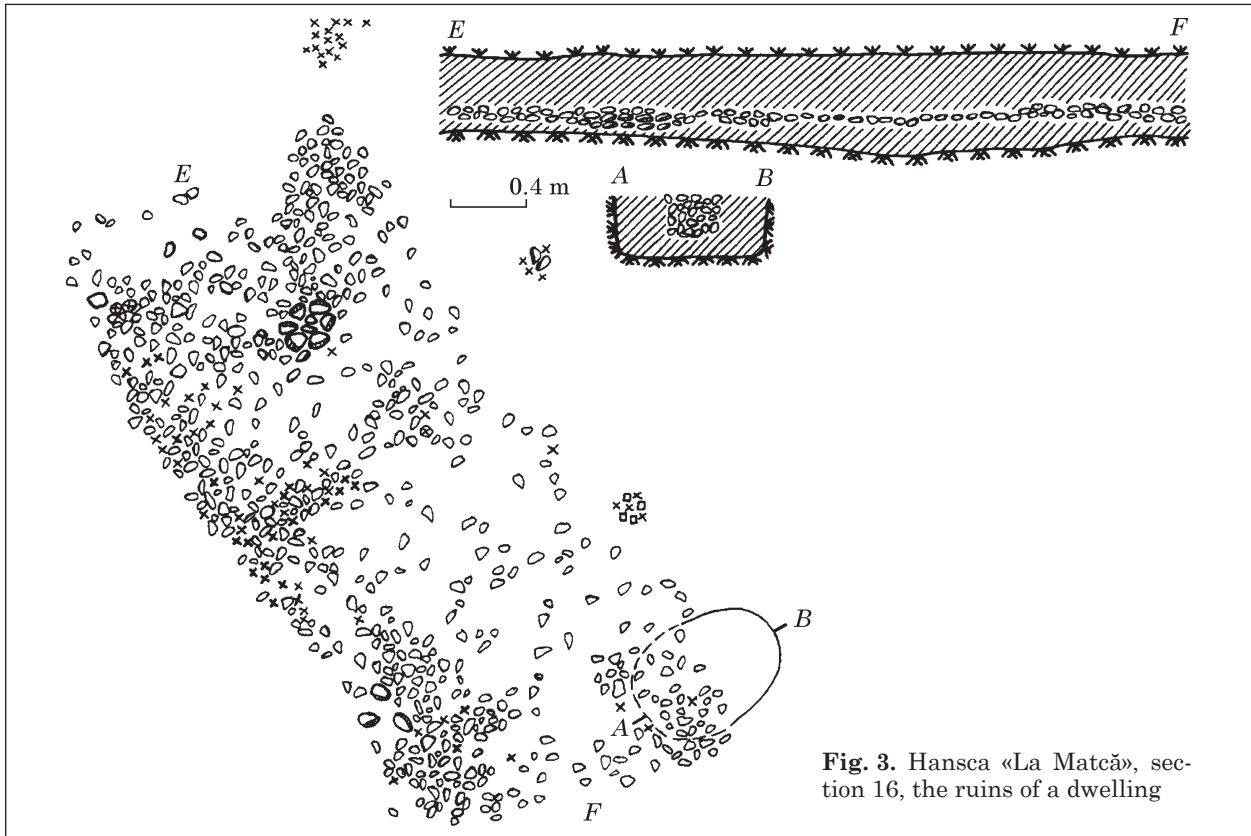 E
F
A
B
0.4 m
E
B
A
F
Fig. 3. Hansca «La Matcă», sec-
tion 16, the ruins of a dwelling